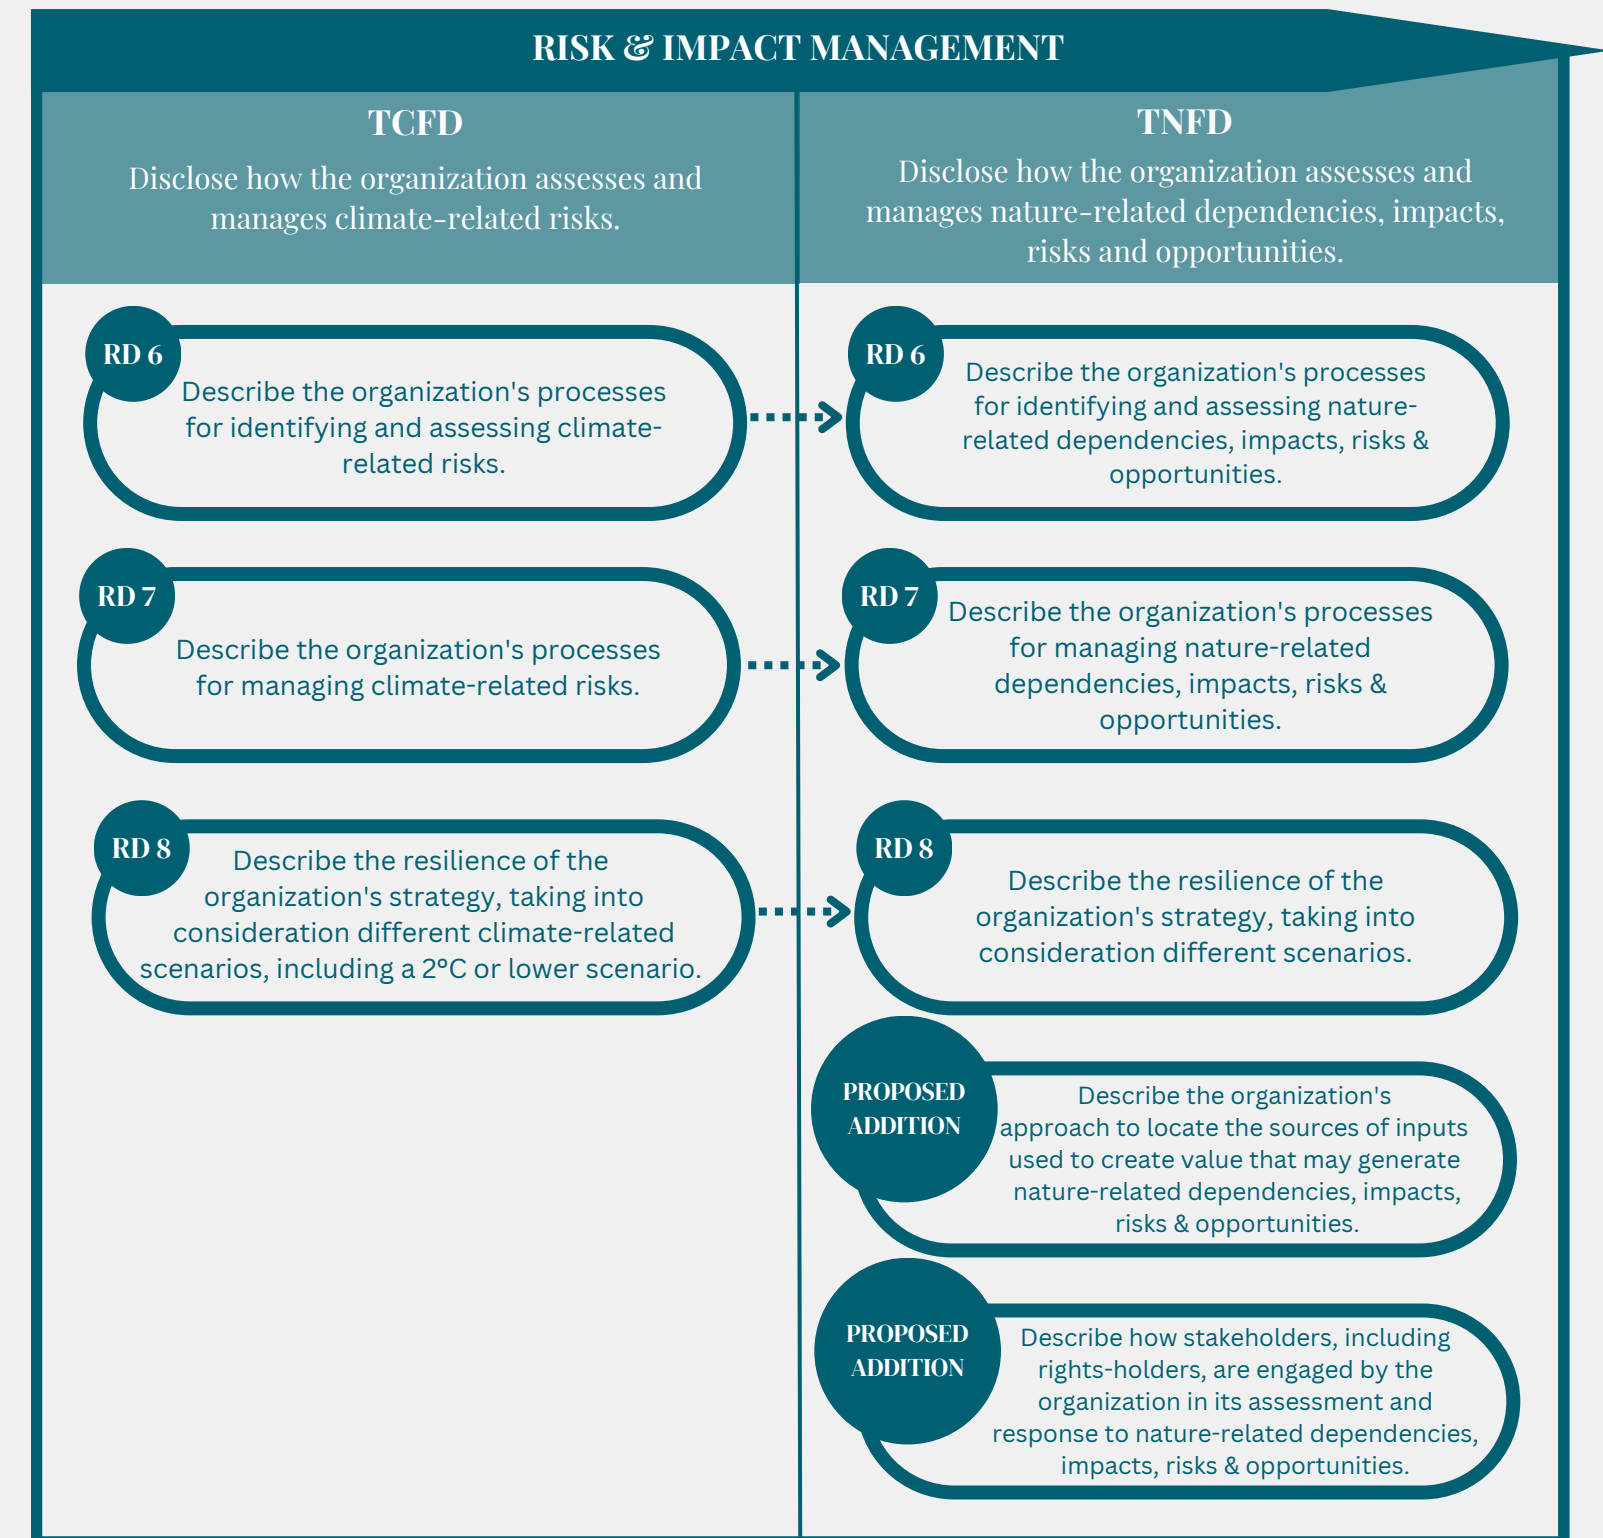 RISK & IMPACT MANAGEMENT
TCFD
Disclose how the organization assesses and
manages climate-related risks.
TNFD
Disclose how the organization assesses and
manages nature-related dependencies, impacts,
risks and opportunities.
RD 6
Describe the organization's processes
for identifying and assessing climate-
related risks.
RD 6
Describe the organization's processes
for identifying and assessing nature-
related dependencies, impacts, risks &
opportunities.
RD 7
Describe the organization's processes
for managing climate-related risks.
RD 7
Describe the organization's processes
for managing nature-related
dependencies, impacts, risks &
opportunities.
RD 8
Describe the resilience of the
organization's strategy, taking into
consideration different climate-related
scenarios, including a 2°C or lower scenario.
RD 8
Describe the resilience of the
organization's strategy, taking into
consideration different scenarios.
PROPOSED
ADDITION
Describe the organization's
approach to locate the sources of inputs
used to create value that may generate
nature-related dependencies, impacts,
risks & opportunities.
PROPOSED
ADDITION
Describe how stakeholders, including
rights-holders, are engaged by the
organization in its assessment and
response to nature-related dependencies,
impacts, risks & opportunities.